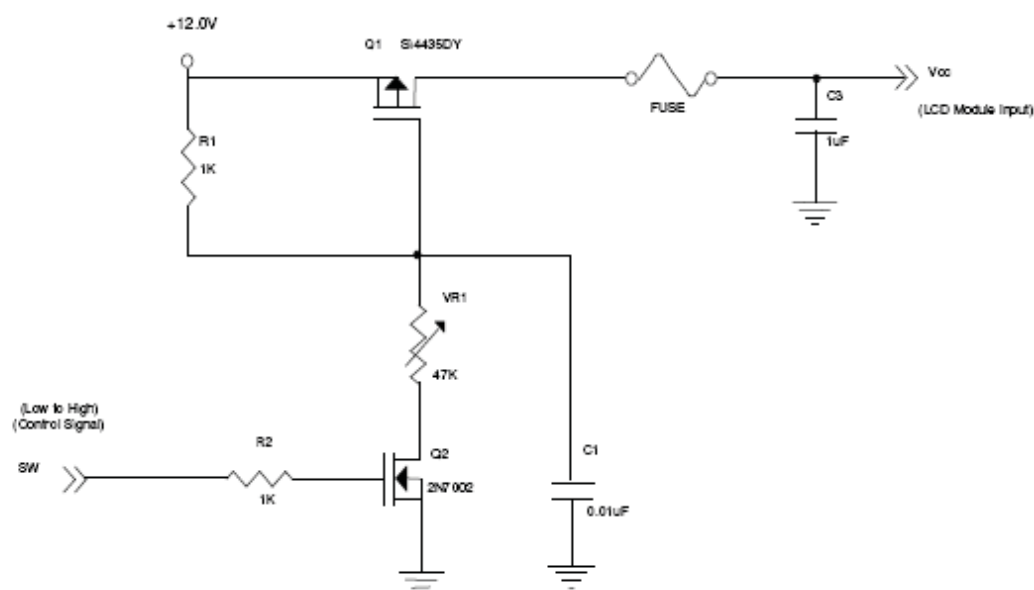 +12.0V
Q1 Si4435DY
Vcc
FUSE
C3
(LCD Module Input)
R1
1uF
1K
VR1
47K
(Low to High)
(Control Signal)
R2
Q2
C1
SW
2N7002
1K
0.01uF